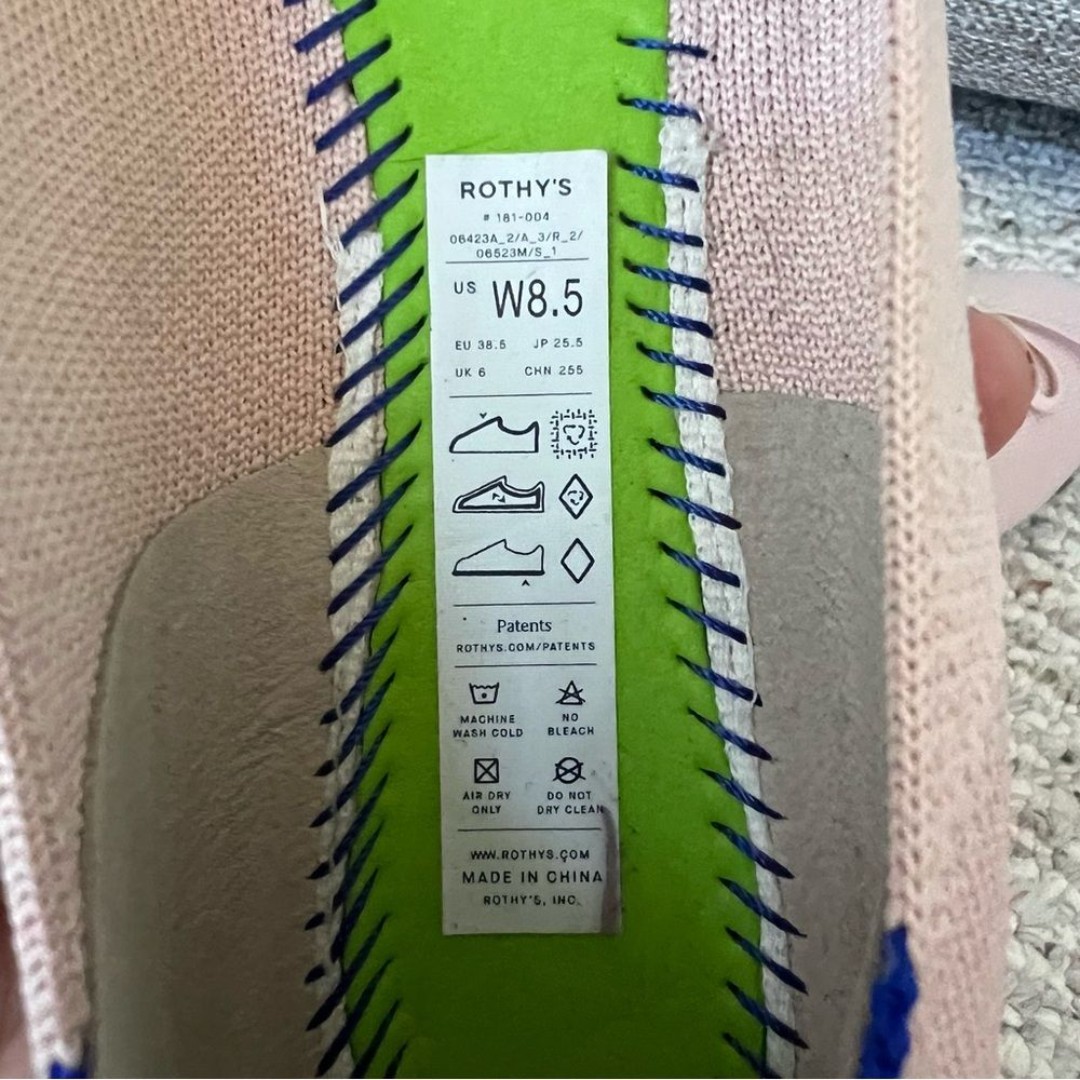 ROTHY'S
# 181-004
06423A_2/A_3/R_2/
06523M/S_1
US W8.5
EU 38.5 JP 25.5
UK 6 CHN 255
Patents
ROTHYS.COM/PATENTS
MACHINE WASH COLD
NO BLEACH
AIR DRY ONLY
DO NOT DRY CLEAN
WWW.ROTHYS.COM
MADE IN CHINA
ROTHY'S, INC.